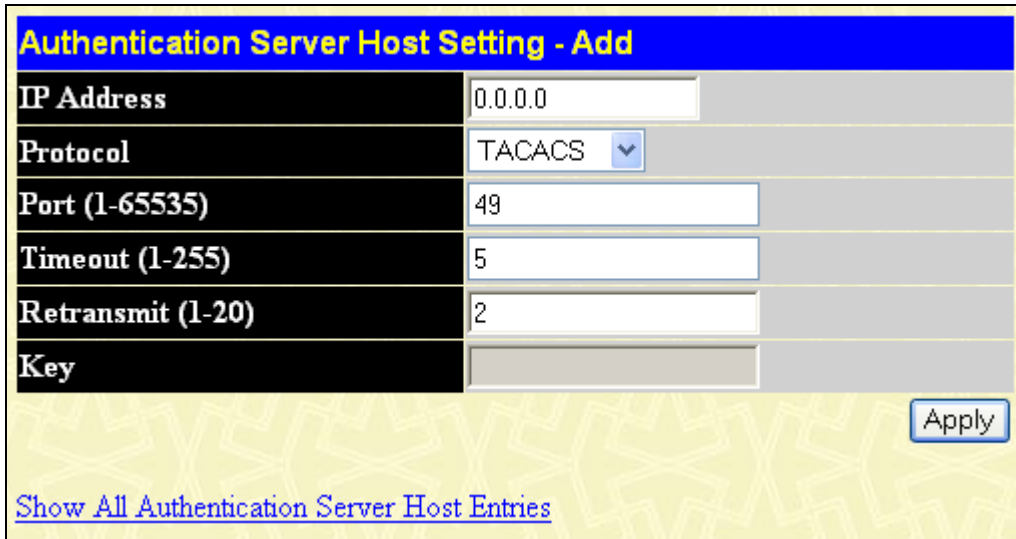 Authentication Server Host Setting - Add
IP Address 0.0.0.0
Protocol TACACS
Port (1-65535) 49
Timeout (1-255) 5
Retransmit (1-20) 2
Key
Apply
Show All Authentication Server Host Entries